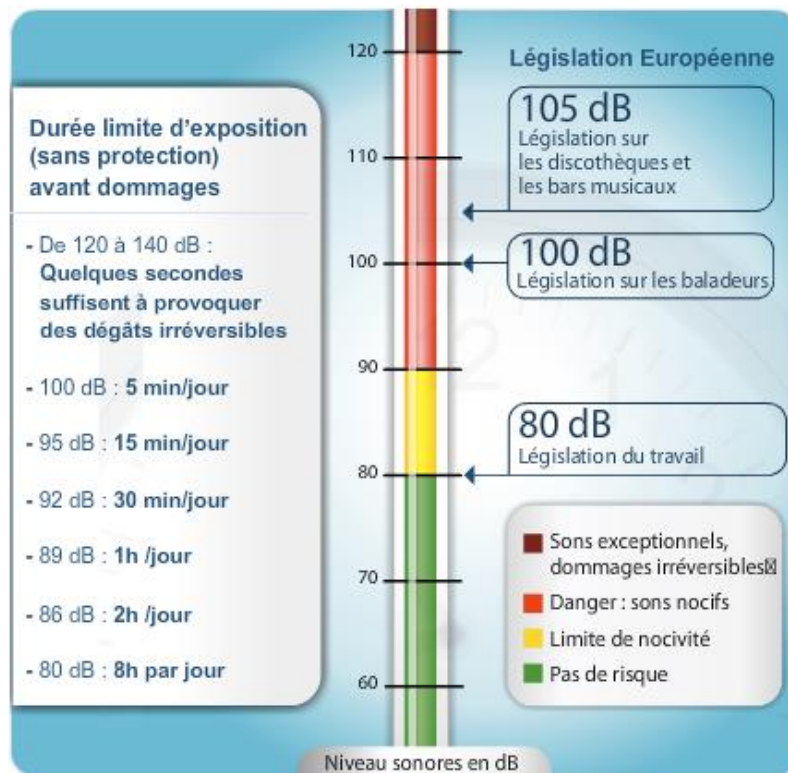 Durée limite d'exposition
(sans protection)
avant dommages
- De 120 à 140 dB :
Quelques secondes
suffisent à provoquer
des dégâts irréversibles
- 100 dB : 5 min/jour
- 95 dB : 15 min/jour
- 92 dB : 30 min/jour
- 89 dB : 1h /jour
- 86 dB : 2h /jour
- 80 dB : 8h par jour
120
110
100
90
80
70
60
Niveau sonores en dB
Législation Européenne
105 dB
Législation sur
les discothèques et
les bars musicaux
100 dB
Législation sur les baladeurs
80 dB
Législation du travail
Sons exceptionnels,
dommages irréversibles
Danger : sons nocifs
Limite de nocivité
Pas de risque